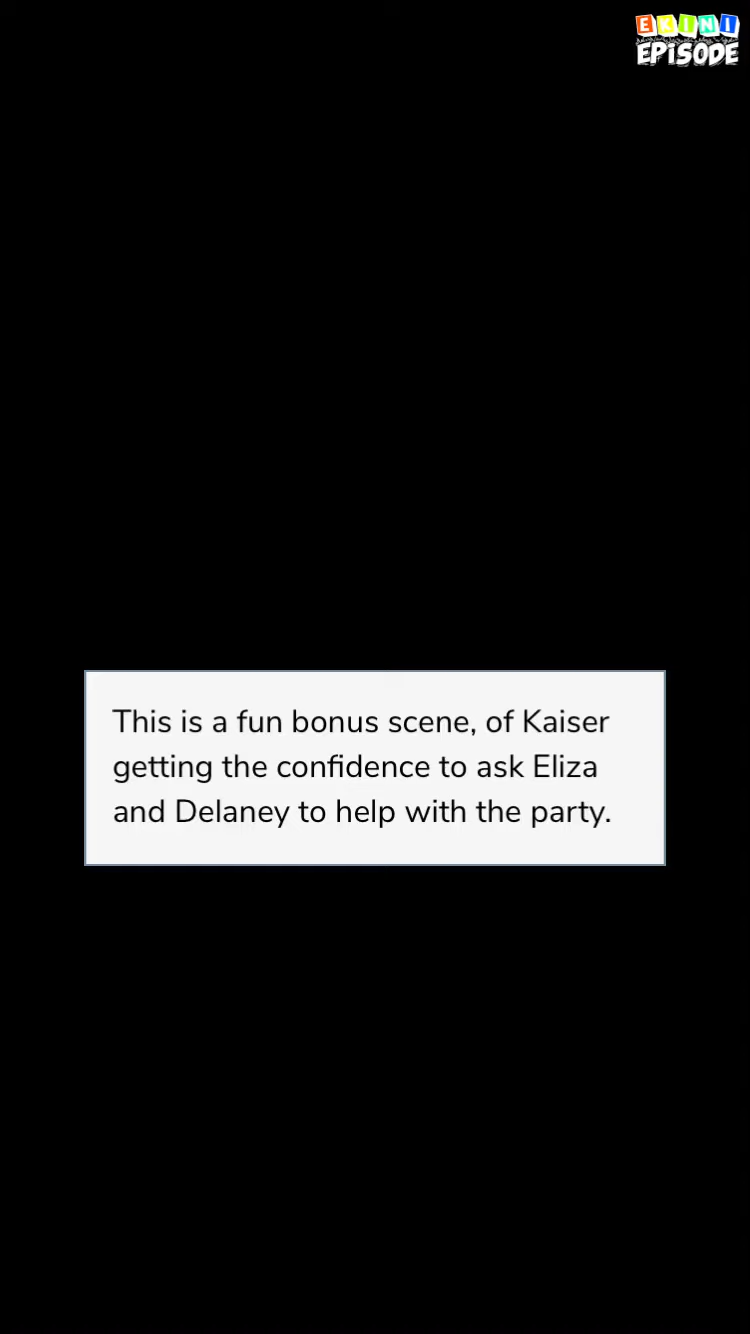 EKINI
EPISODE
This is a fun bonus scene, of Kaiser
getting the confidence to ask Eliza
and Delaney to help with the party.